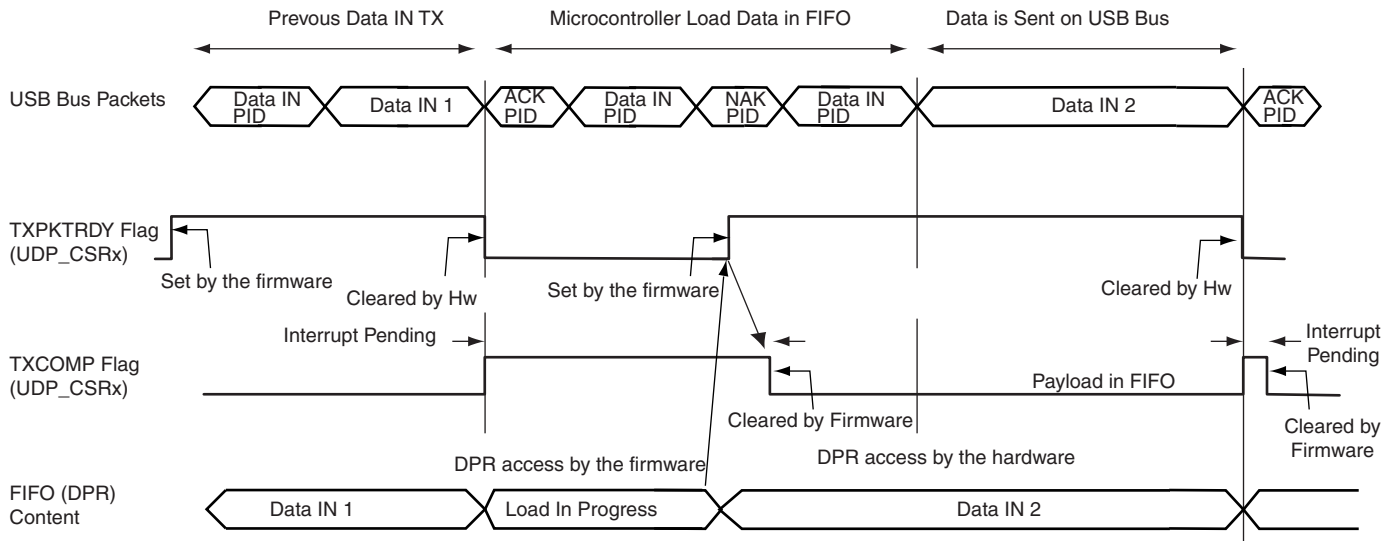 Prevous Data IN TX
Microcontroller Load Data in FIFO
Data is Sent on USB Bus
USB Bus Packets
Data IN
PID
Data IN 1
ACK
PID
Data IN
PID
NAK
PID
Data IN
PID
Data IN 2
ACK
PID
TXPKTRDY Flag
(UDP_CSRx)
Set by the firmware
Cleared by Hw
Set by the firmware
Cleared by Hw
Interrupt Pending
Interrupt
Pending
TXCOMP Flag
(UDP_CSRx)
Payload in FIFO
Cleared by Firmware
Cleared by
Firmware
DPR access by the firmware
DPR access by the hardware
FIFO (DPR)
Content
Data IN 1
Load In Progress
Data IN 2